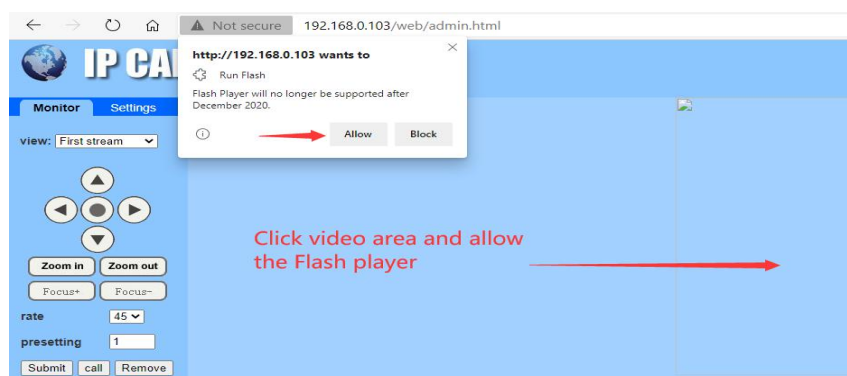 Not secure 192.168.0.103/web/admin.html
IP CA
http://192.168.0.103 wants to
Run Flash
Flash Player will no longer be supported after
December 2020.
Allow Block
Monitor Settings
view: First stream
Click video area and allow
the Flash player
Zoom in Zoom out
Focus+ Focus-
rate 45
presetting 1
Submit call Remove